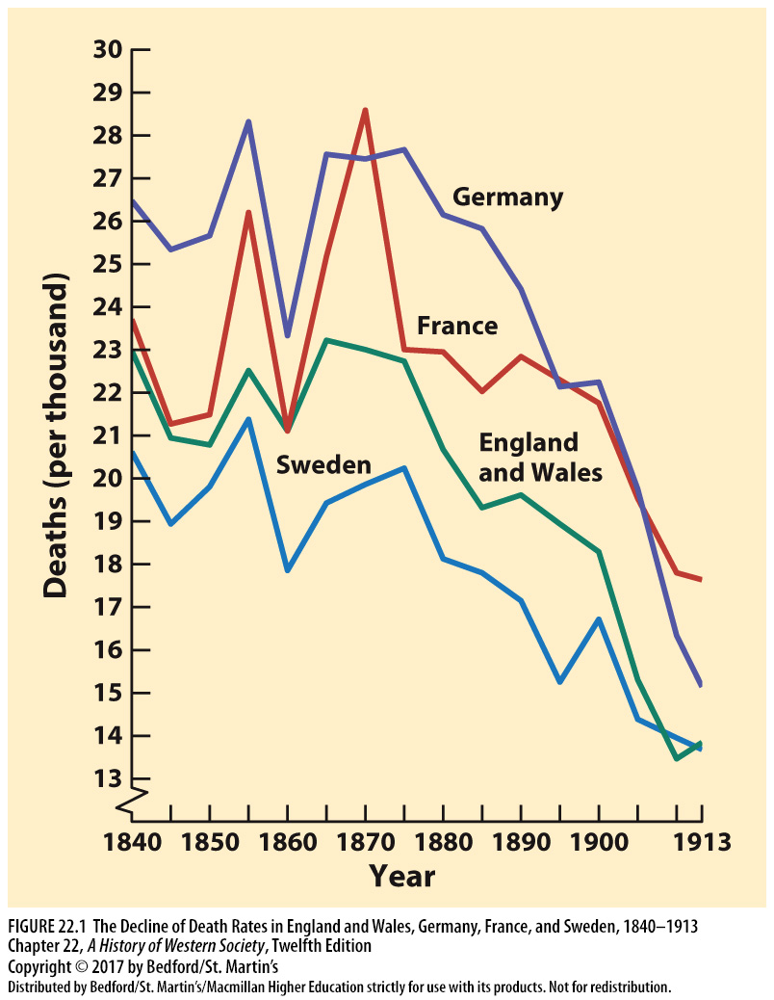 30
29
28
27
26
25
24
23
22
21
20
19
18
17
16
15
14
13
Deaths (per thousand)
Germany
France
England
and Wales
Sweden
1840 1850 1860 1870 1880 1890 1900 1913
Year
FIGURE 22.1 The Decline of Death Rates in England and Wales, Germany, France, and Sweden, 1840–1913
Chapter 22, A History of Western Society, Twelfth Edition
Copyright © 2017 by Bedford/St. Martin's
Distributed by Bedford/St. Martin's/Macmillan Higher Education strictly for use with its products. Not for redistribution.